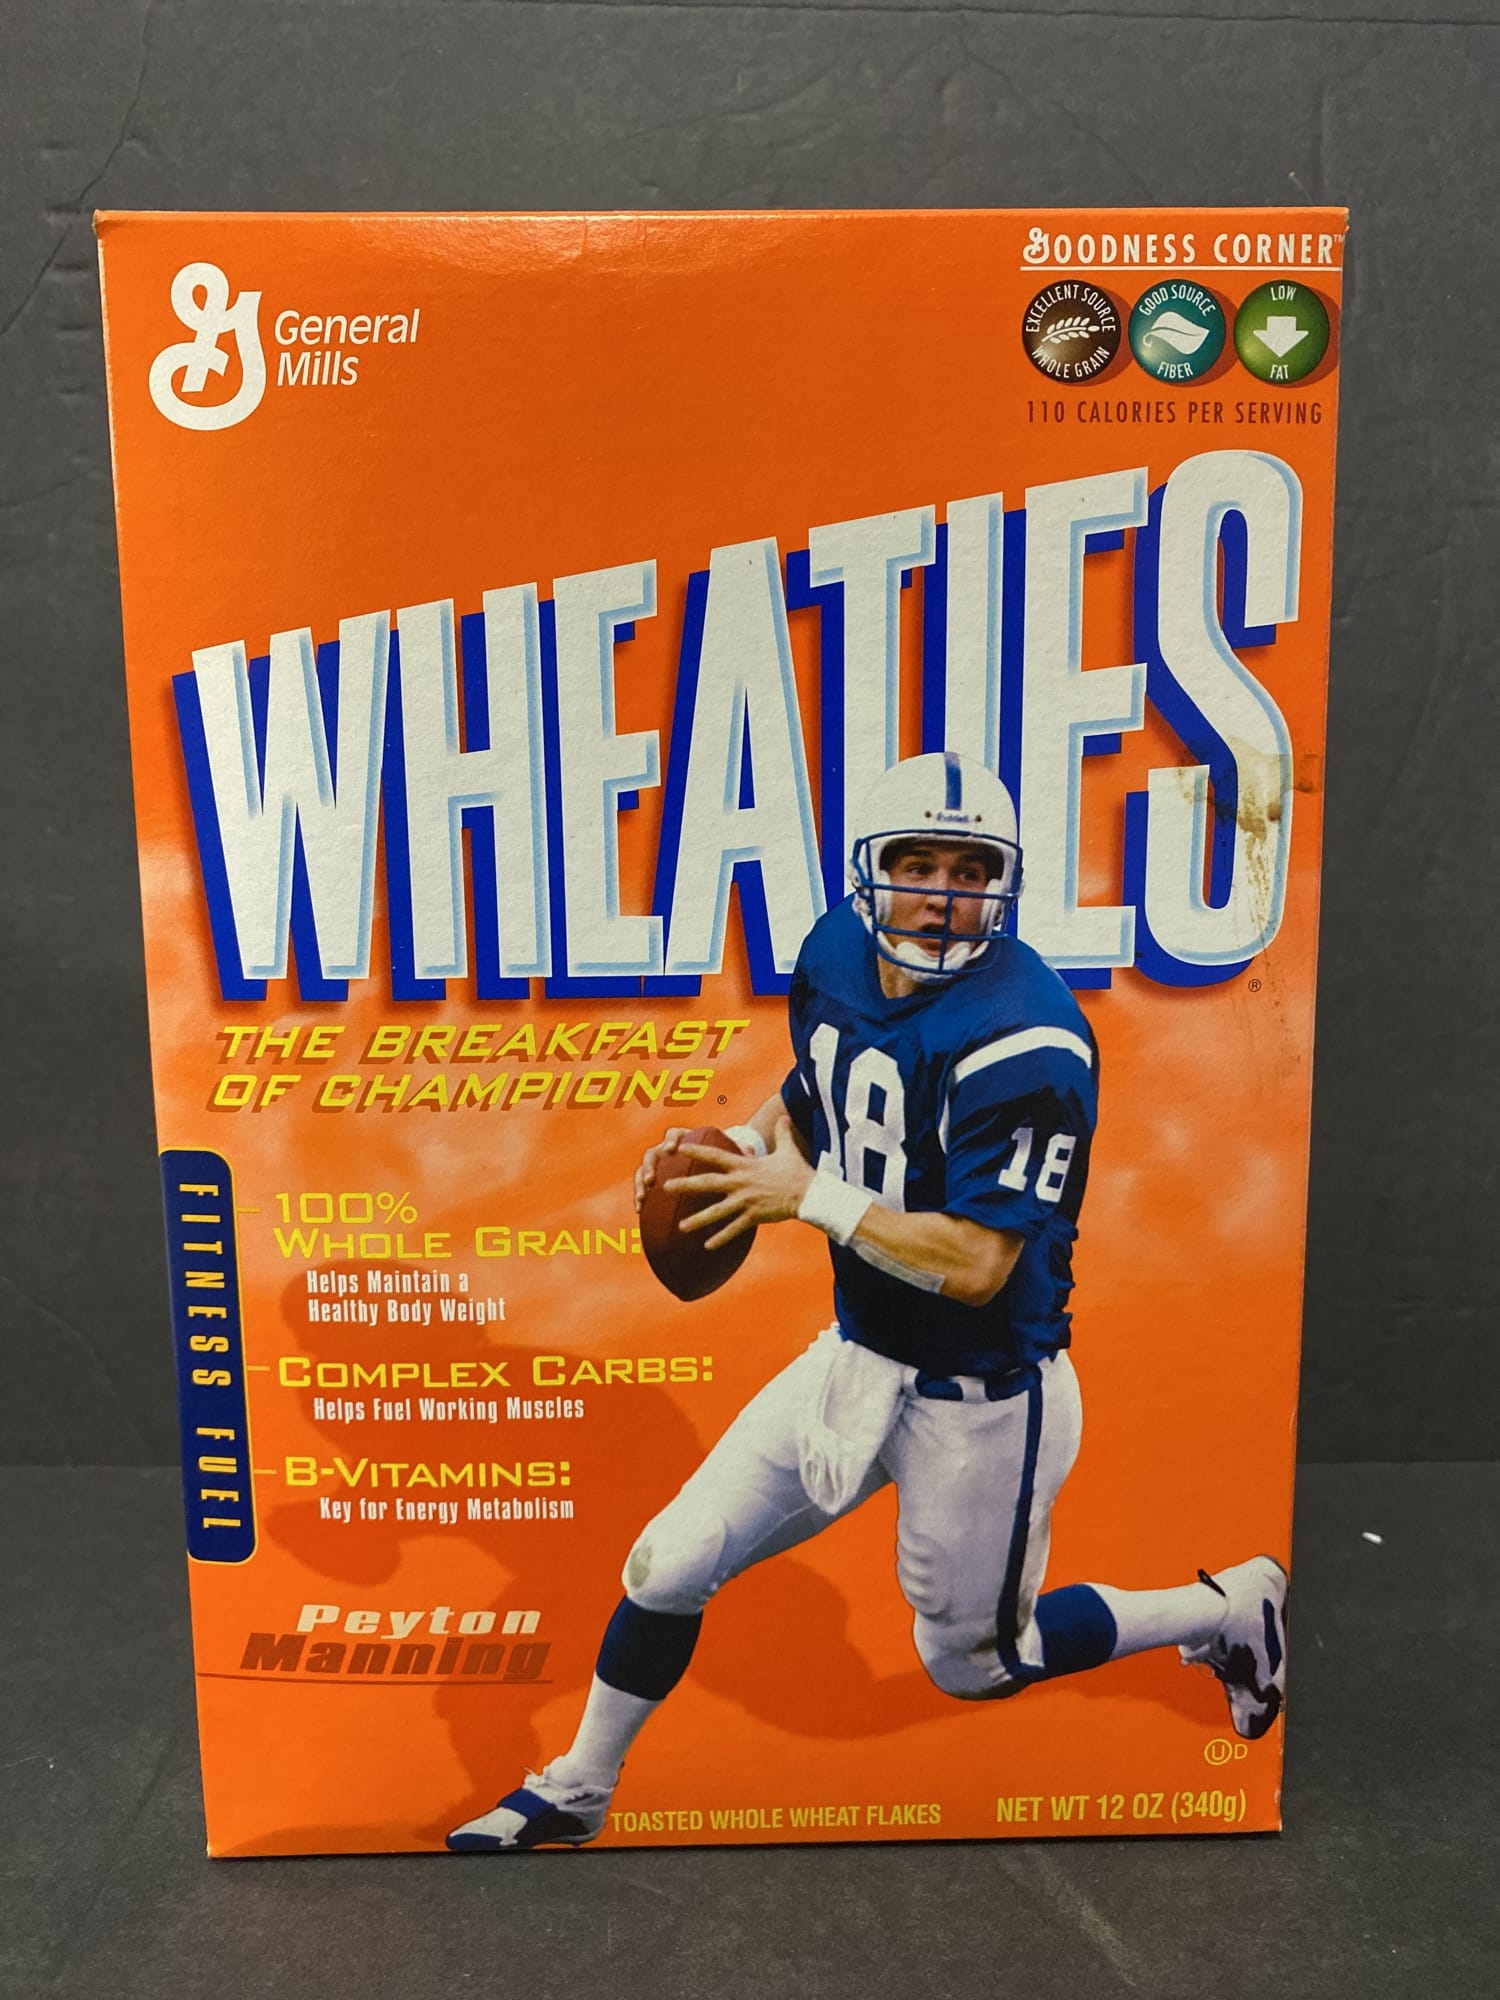 General
Mills
GOODNESS CORNER™
EXCELLENT SOURCE
WHOLE GRAIN
GOOD SOURCE
FIBER
LOW
FAT
110 CALORIES PER SERVING
WHEATIES
®
Riddell
THE BREAKFAST
OF CHAMPIONS®
18
18
FITNESS FUEL
100%
WHOLE GRAIN:
Helps Maintain a
Healthy Body Weight
COMPLEX CARBS:
Helps Fuel Working Muscles
B-VITAMINS:
Key for Energy Metabolism
Peyton
Manning
Ⓤ D
TOASTED WHOLE WHEAT FLAKES
NET WT 12 OZ (340g)